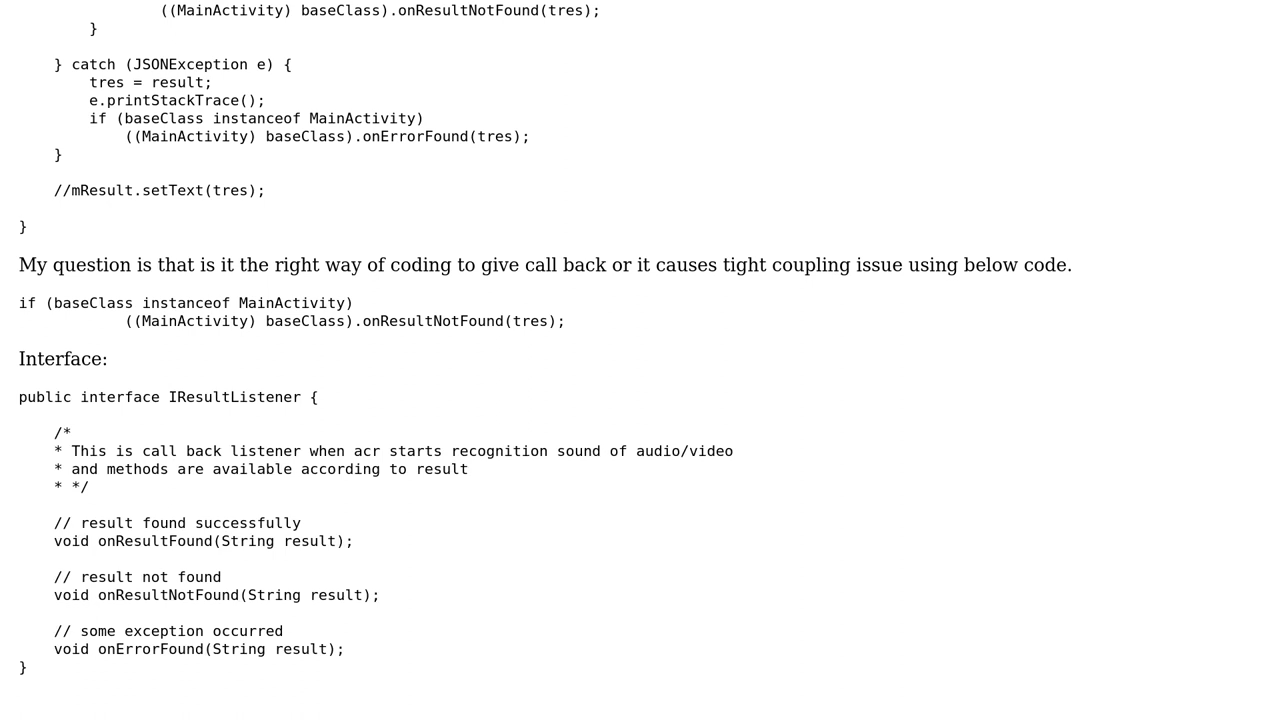 ((MainActivity) baseClass).onResultNotFound(tres);
        }

    } catch (JSONException e) {
        tres = result;
        e.printStackTrace();
        if (baseClass instanceof MainActivity)
            ((MainActivity) baseClass).onErrorFound(tres);
    }

    //mResult.setText(tres);

}
My question is that is it the right way of coding to give call back or it causes tight coupling issue using below code.
if (baseClass instanceof MainActivity)
            ((MainActivity) baseClass).onResultNotFound(tres);
Interface:
public interface IResultListener {

    /*
    * This is call back listener when acr starts recognition sound of audio/video
    * and methods are available according to result
    * */

    // result found successfully
    void onResultFound(String result);

    // result not found
    void onResultNotFound(String result);

    // some exception occurred
    void onErrorFound(String result);
}